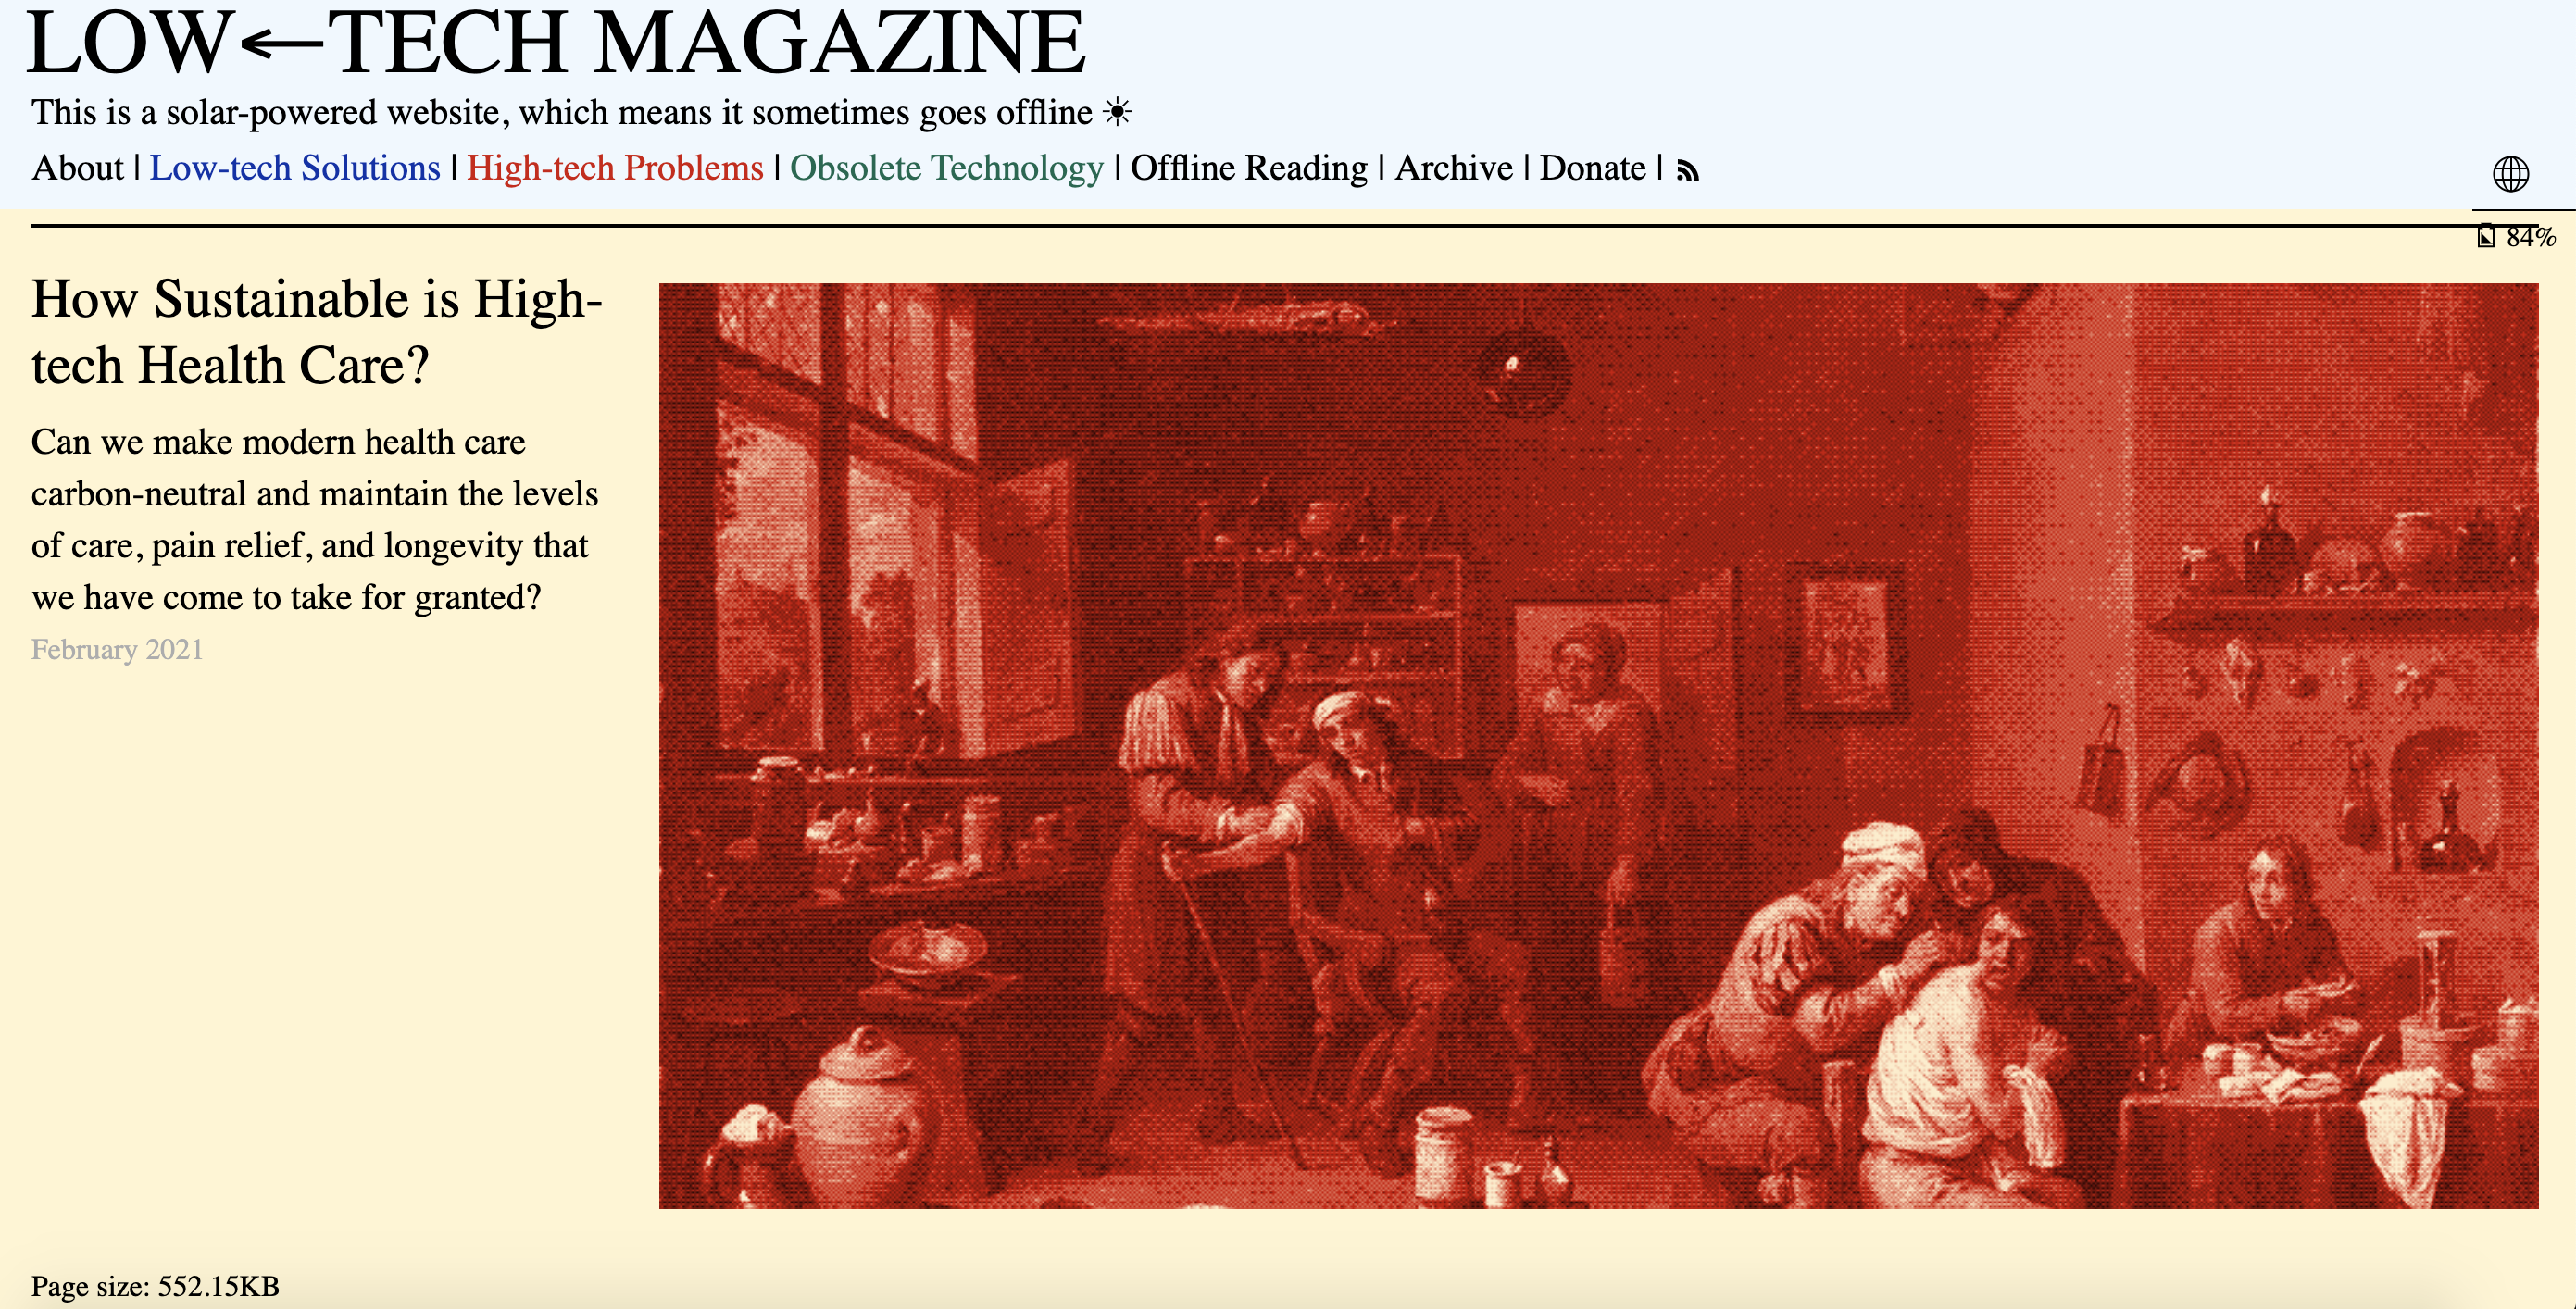 LOW←TECH MAGAZINE
This is a solar-powered website, which means it sometimes goes offline ☀
About | Low-tech Solutions | High-tech Problems | Obsolete Technology | Offline Reading | Archive | Donate |
84%
How Sustainable is High-
tech Health Care?
Can we make modern health care
carbon-neutral and maintain the levels
of care, pain relief, and longevity that
we have come to take for granted?
February 2021
Page size: 552.15KB